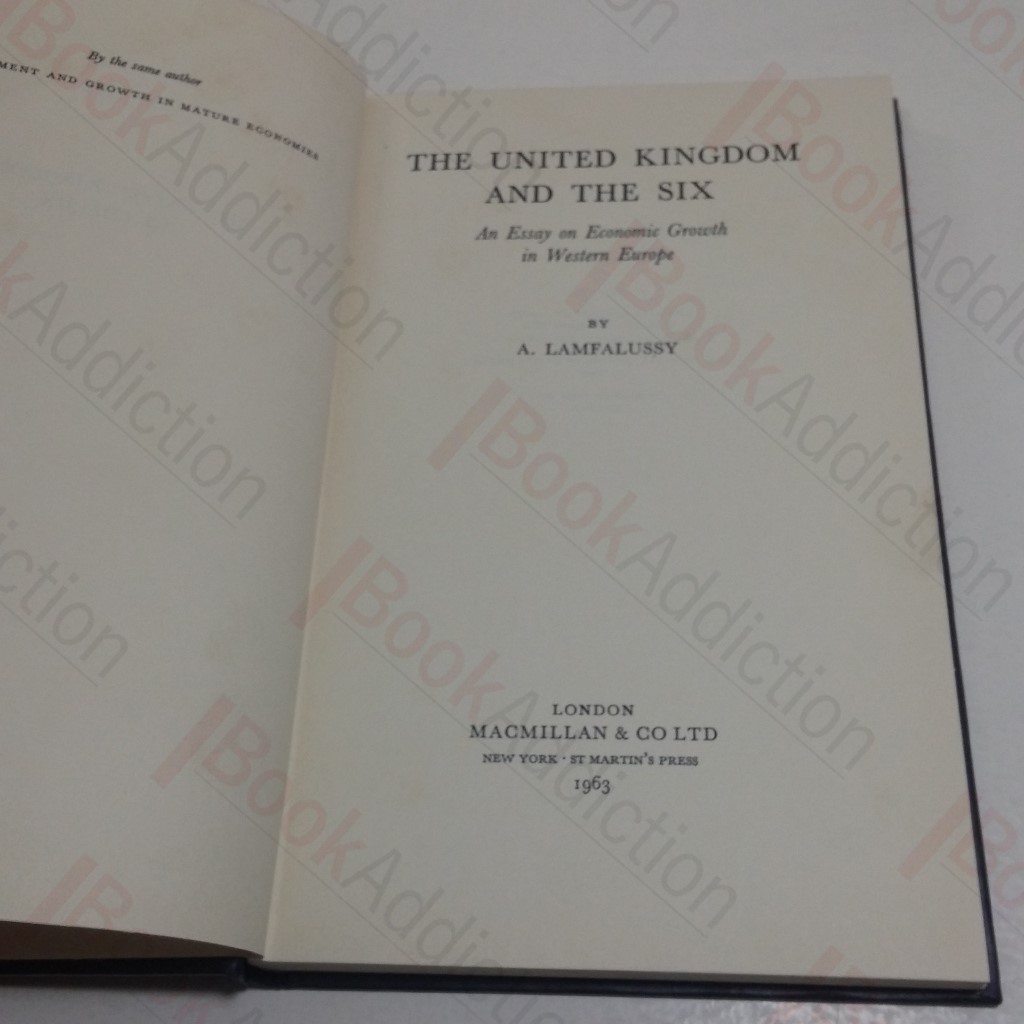 By the same author
MENT AND GROWTH IN MATURE ECONOMIES
THE UNITED KINGDOM
AND THE SIX
An Essay on Economic Growth
in Western Europe
BY
A. LAMFALUSSY
LONDON
MACMILLAN & CO LTD
NEW YORK · ST MARTIN'S PRESS
1963
BookAddiction